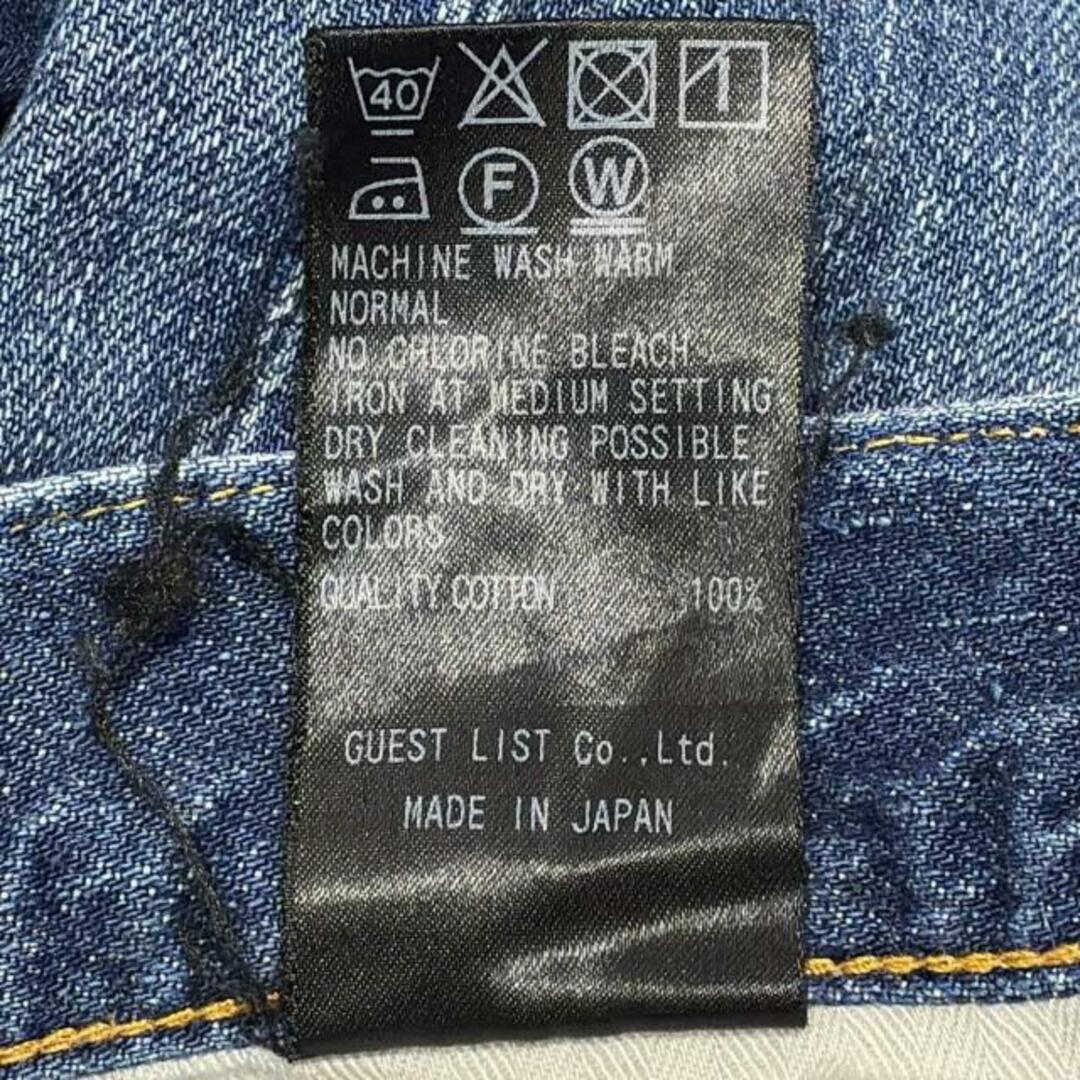 40
F W
MACHINE WASH WARM
NORMAL
NO CHLORINE BLEACH
IRON AT MEDIUM SETTING
DRY CLEANING POSSIBLE
WASH AND DRY WITH LIKE
COLORS
QUALITY COTTON 100%
GUEST LIST Co.,Ltd.
MADE IN JAPAN